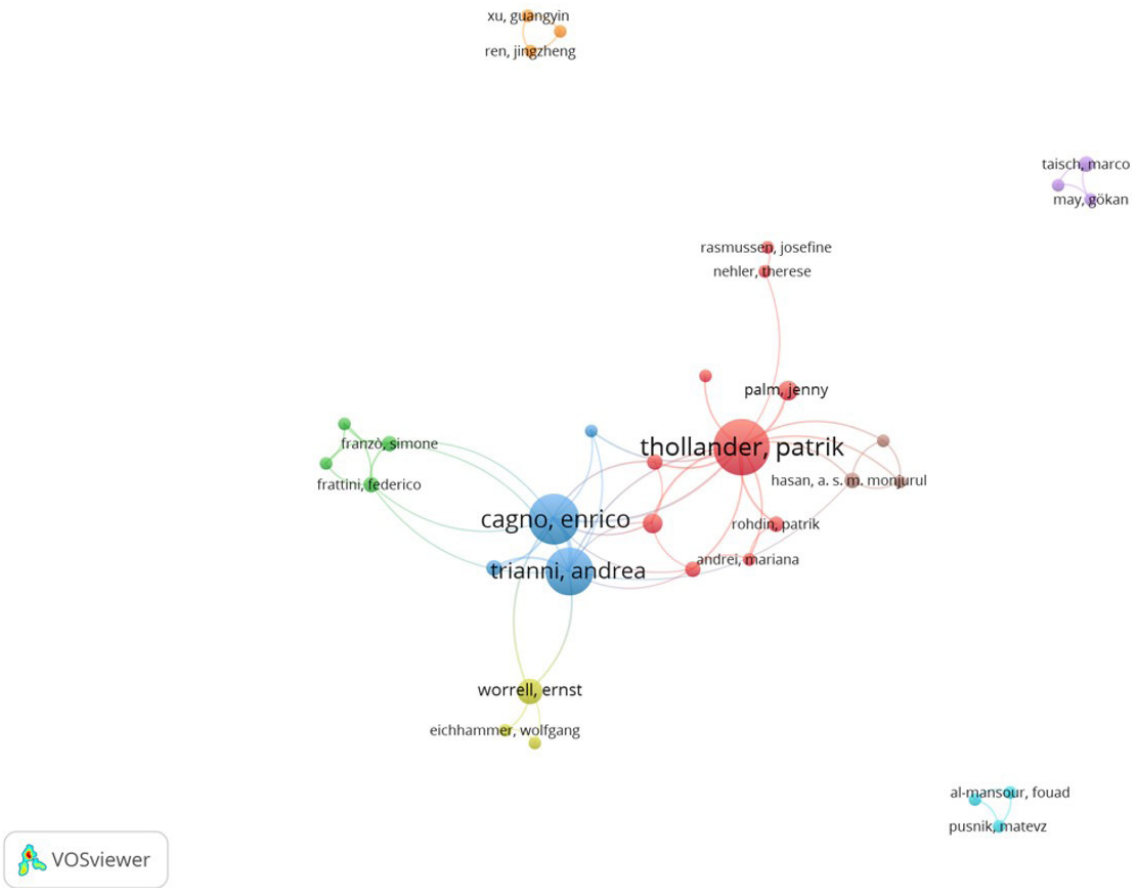 xu, guangyin
ren, jingzheng
taisch, marco
may, gökan
rasmussen, josefine
nehler, therese
palm, jenny
thollander, patrik
franzò, simone
hasan, a. s. m. monjurul
frattini, federico
cagno, enrico
rohdin, patrik
andrei, mariana
trianni, andrea
worrell, ernst
eichhammer, wolfgang
al-mansour, fouad
pusnik, matevz
VOSviewer